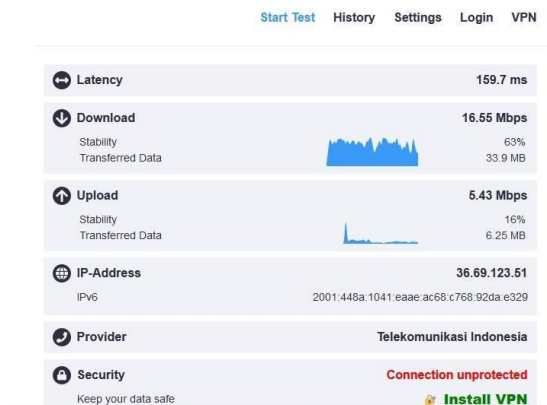 Start Test History Settings Login VPN
Latency 159.7 ms
Download 16.55 Mbps
Stability 63%
Transferred Data 33.9 MB
Upload 5.43 Mbps
Stability 16%
Transferred Data 6.25 MB
IP-Address 36.69.123.51
IPv6 2001:448a:1041:eaae:ac68:c768:92da:e329
Provider Telekomunikasi Indonesia
Security Connection unprotected
Keep your data safe Install VPN